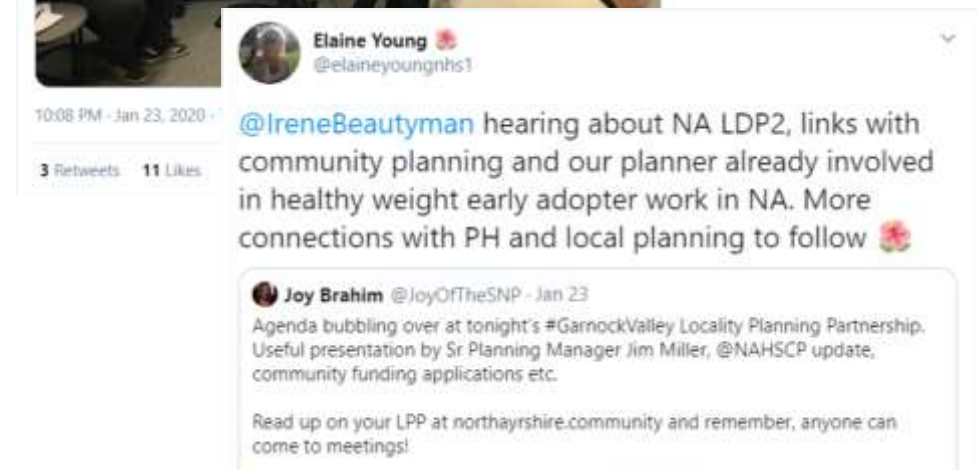 10:08 PM · Jan 23, 2020 ·
3 Retweets 11 Likes
Elaine Young 🌺
@elaineyoungnhs1
@IreneBeautyman hearing about NA LDP2, links with
community planning and our planner already involved
in healthy weight early adopter work in NA. More
connections with PH and local planning to follow 🌺
Joy Brahim @JoyOfTheSNP · Jan 23
Agenda bubbling over at tonight's #GarnockValley Locality Planning Partnership.
Useful presentation by Sr Planning Manager Jim Miller, @NAHSCP update,
community funding applications etc.
Read up on your LPP at northayrshire.community and remember, anyone can
come to meetings!